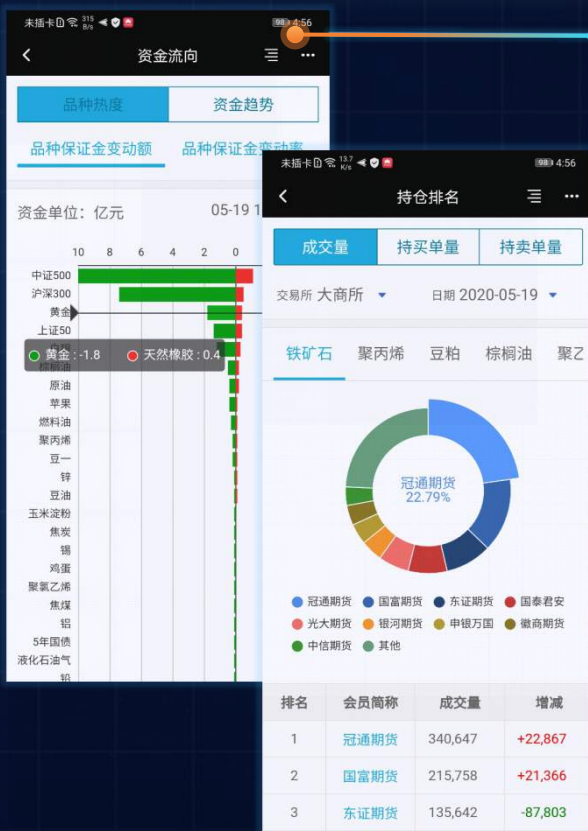 未插卡 315 B/s 98 4:56
资金流向
品种热度 资金趋势
品种保证金变动额 品种保证金变动率
资金单位：亿元 05-19 1
10 8 6 4 2 0
中证500
沪深300
黄金
上证50
黄金 : -1.8 天然橡胶 : 0.4
棕榈油
原油
苹果
燃料油
聚丙烯
豆一
锌
豆油
玉米淀粉
焦炭
锡
鸡蛋
聚氯乙烯
焦煤
铝
5年国债
液化石油气
铅
未插卡 13.7 K/s 98 4:56
持仓排名
成交量 持买单量 持卖单量
交易所 大商所 日期 2020-05-19
铁矿石 聚丙烯 豆粕 棕榈油 聚乙
冠通期货
22.79%
冠通期货 国富期货 东证期货 国泰君安
光大期货 银河期货 申银万国 徽商期货
中信期货 其他
排名 会员简称 成交量 增减
1 冠通期货 340,647 +22,867
2 国富期货 215,758 +21,366
3 东证期货 135,642 -87,803